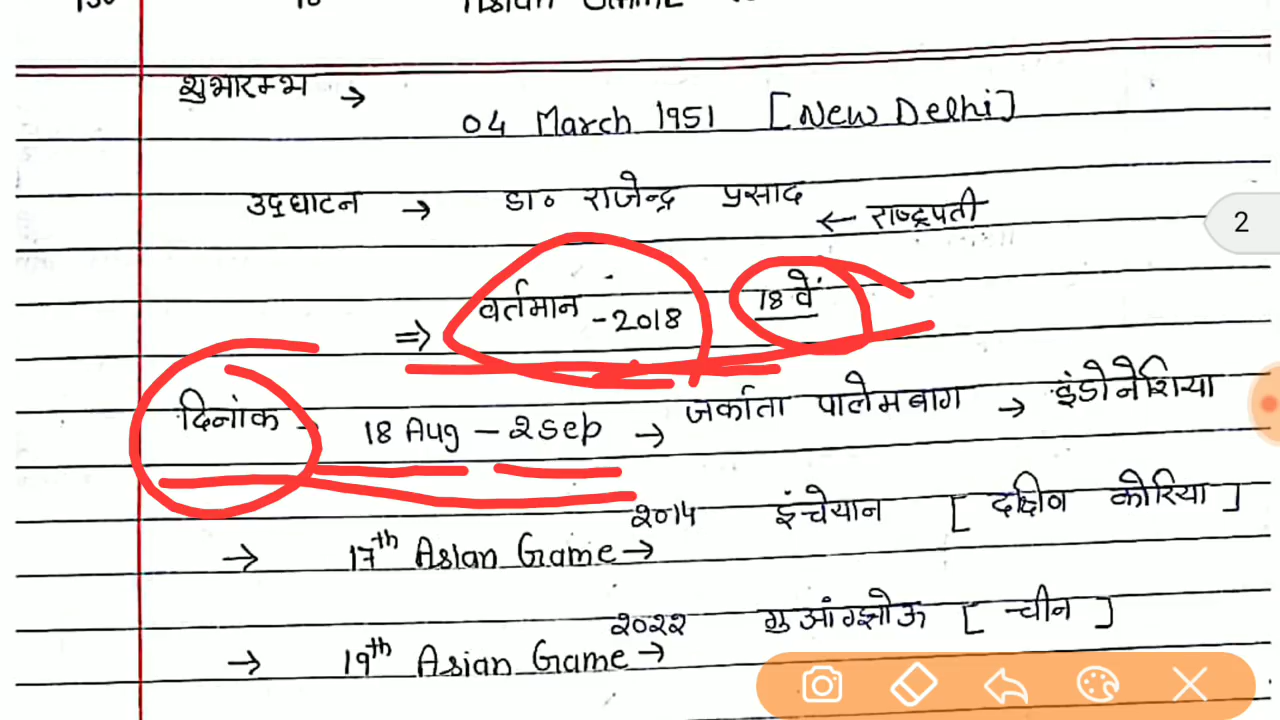 शुभारम्भ →
04 March 1951 [New Delhi]
उद्घाटन → डा० राजेन्द्र प्रसाद ← राष्ट्रपती
⇒ वर्तमान - 2018 18 वें
दिनांक - 18 Aug - 2 Sep → जर्काता पालेमबाग → इंडोनेशिया
2
→ 17th Asian Game → 2014 इंचेयान [दक्षिण कोरिया]
→ 19th Asian Game → 2022 गुआंग्झोऊ [चीन]